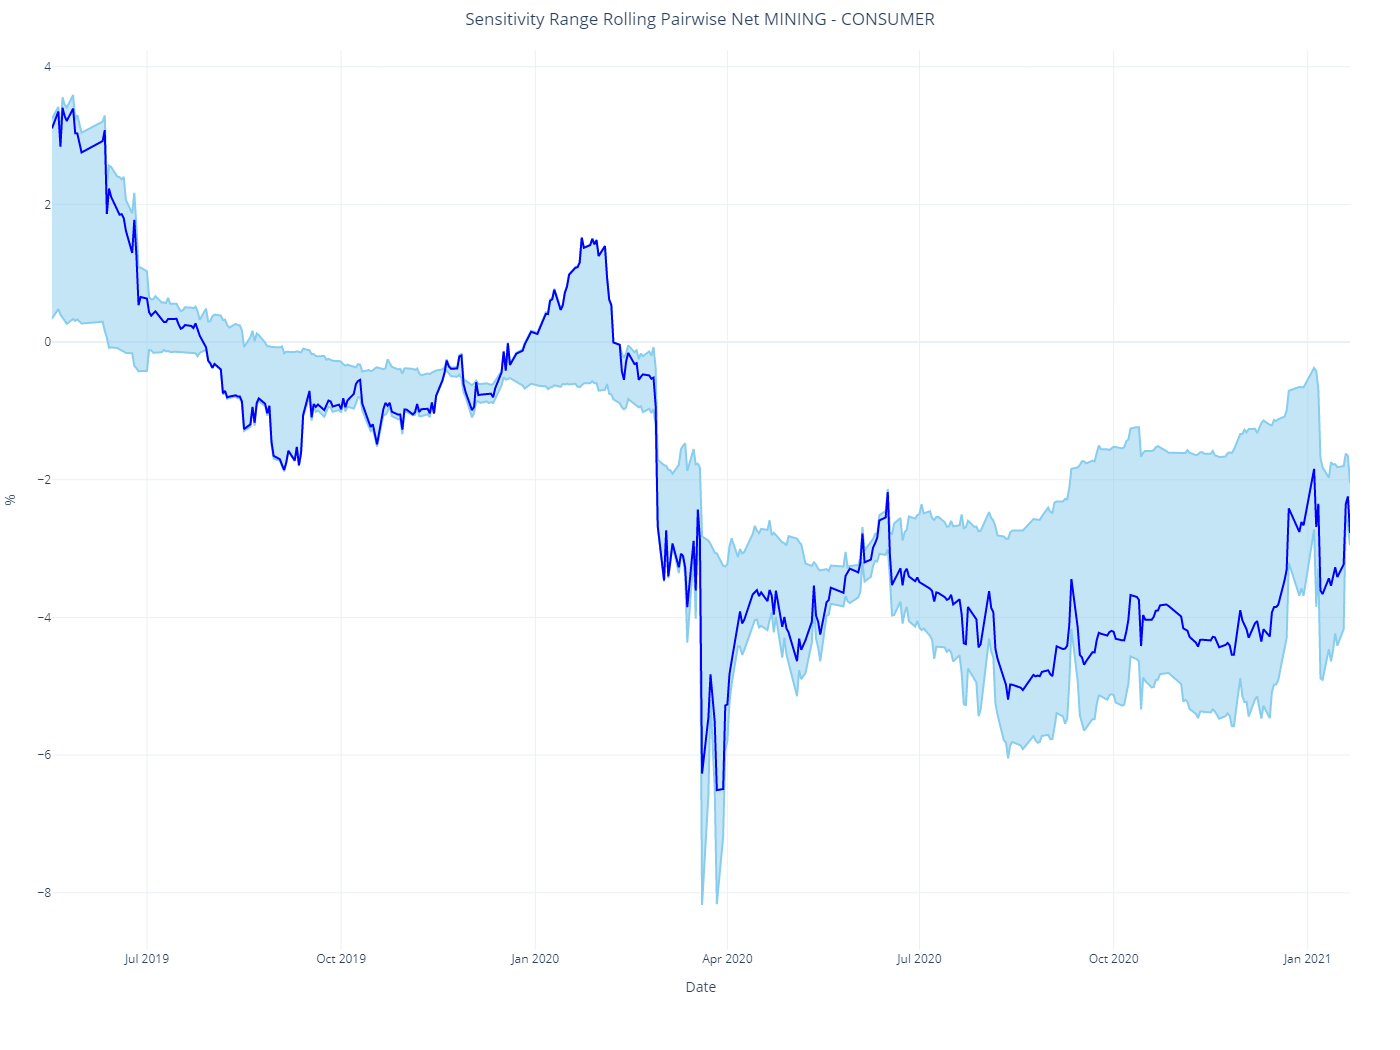 Sensitivity Range Rolling Pairwise Net MINING - CONSUMER
4
2
0
−2
−4
−6
−8
%
Jul 2019
Oct 2019
Jan 2020
Apr 2020
Jul 2020
Oct 2020
Jan 2021
Date